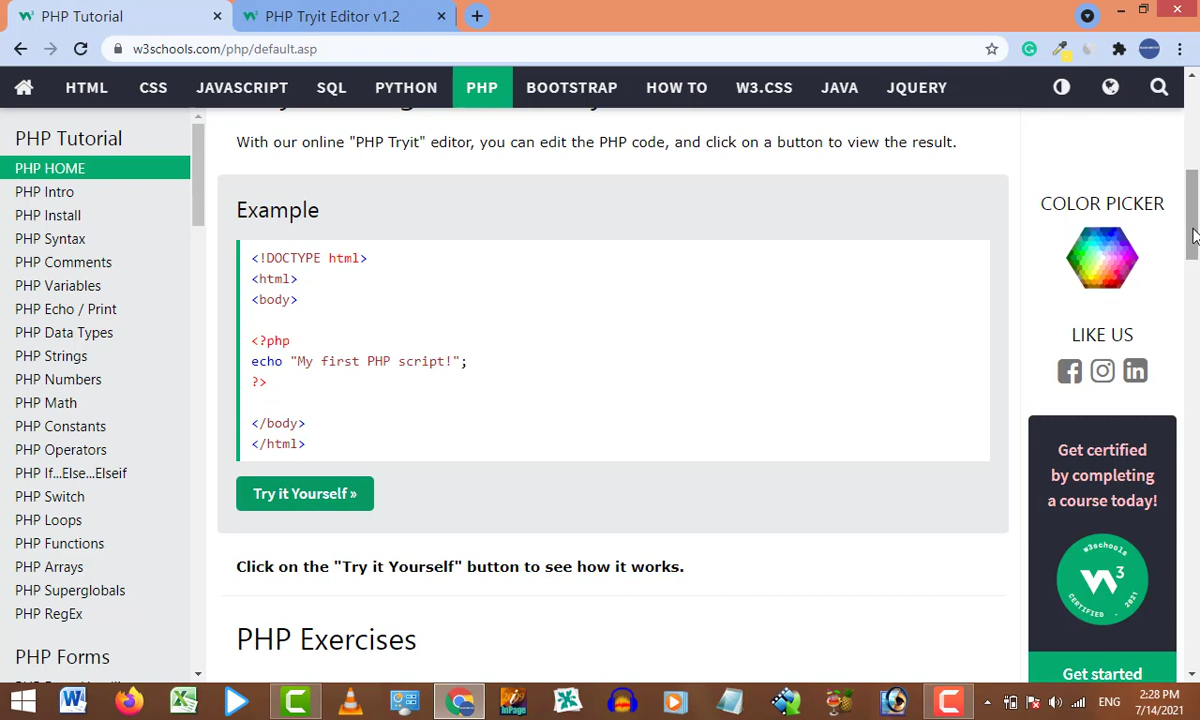 PHP Tutorial
PHP Tryit Editor v1.2
w3schools.com/php/default.asp
HTML CSS JAVASCRIPT SQL PYTHON PHP BOOTSTRAP HOW TO W3.CSS JAVA JQUERY
PHP Tutorial
PHP HOME
PHP Intro
PHP Install
PHP Syntax
PHP Comments
PHP Variables
PHP Echo / Print
PHP Data Types
PHP Strings
PHP Numbers
PHP Math
PHP Constants
PHP Operators
PHP If...Else...Elseif
PHP Switch
PHP Loops
PHP Functions
PHP Arrays
PHP Superglobals
PHP RegEx
PHP Forms
With our online "PHP Tryit" editor, you can edit the PHP code, and click on a button to view the result.
Example
<!DOCTYPE html>
<html>
<body>
<?php
echo "My first PHP script!";
?>
</body>
</html>
Try it Yourself »
Click on the "Try it Yourself" button to see how it works.
PHP Exercises
COLOR PICKER
LIKE US
Get certified
by completing
a course today!
w3schools
W3
CERTIFIED . 2021
Get started
ENG
2:28 PM
7/14/2021